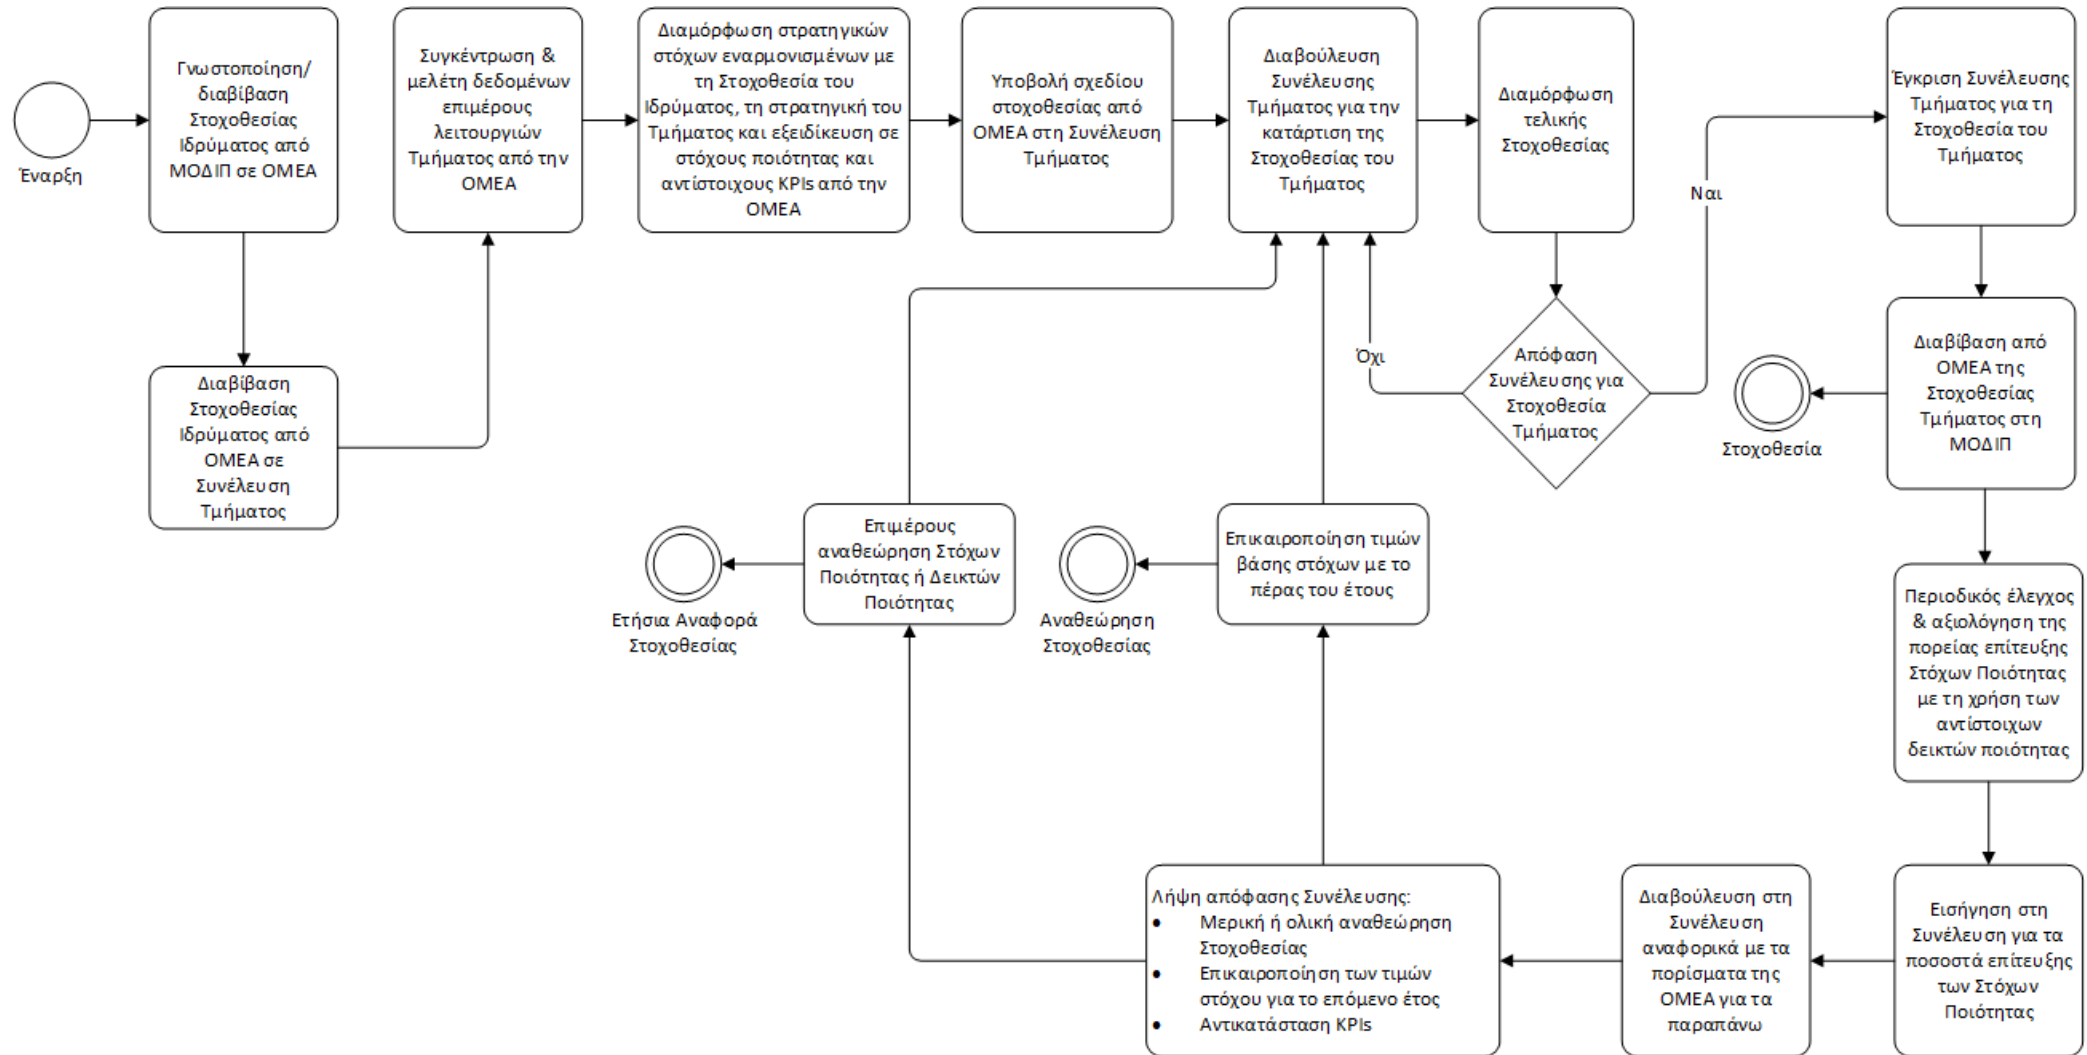 Έναρξη
Γνωστοποίηση/
διαβίβαση
Στοχοθεσίας
Ιδρύματος από
ΜΟΔΙΠ σε ΟΜΕΑ
Διαβίβαση
Στοχοθεσίας
Ιδρύματος από
ΟΜΕΑ σε
Συνέλευση
Τμήματος
Συγκέντρωση &
μελέτη δεδομένων
επιμέρους
λειτουργιών
Τμήματος από την
ΟΜΕΑ
Διαμόρφωση στρατηγικών
στόχων εναρμονισμένων με
τη Στοχοθεσία του
Ιδρύματος, τη στρατηγική του
Τμήματος και εξειδίκευση σε
στόχους ποιότητας και
αντίστοιχους KPIs από την
ΟΜΕΑ
Υποβολή σχεδίου
στοχοθεσίας από
ΟΜΕΑ στη Συνέλευση
Τμήματος
Διαβούλευση
Συνέλευσης
Τμήματος για την
κατάρτιση της
Στοχοθεσίας του
Τμήματος
Διαμόρφωση
τελικής
Στοχοθεσίας
Απόφαση
Συνέλευσης για
Στοχοθεσία
Τμήματος
Όχι
Ναι
Έγκριση Συνέλευσης
Τμήματος για τη
Στοχοθεσία του
Τμήματος
Διαβίβαση από
ΟΜΕΑ της
Στοχοθεσίας
Τμήματος στη
ΜΟΔΙΠ
Στοχοθεσία
Περιοδικός έλεγχος
& αξιολόγηση της
πορείας επίτευξης
Στόχων Ποιότητας
με τη χρήση των
αντίστοιχων
δεικτών ποιότητας
Εισήγηση στη
Συνέλευση για τα
ποσοστά επίτευξης
των Στόχων
Ποιότητας
Διαβούλευση στη
Συνέλευση
αναφορικά με τα
πορίσματα της
ΟΜΕΑ για τα
παραπάνω
Λήψη απόφασης Συνέλευσης:
• Μερική ή ολική αναθεώρηση
Στοχοθεσίας
• Επικαιροποίηση των τιμών
στόχου για το επόμενο έτος
• Αντικατάσταση KPIs
Επικαιροποίηση τιμών
βάσης στόχων με το
πέρας του έτους
Αναθεώρηση
Στοχοθεσίας
Επιμέρους
αναθεώρηση Στόχων
Ποιότητας ή Δεικτών
Ποιότητας
Ετήσια Αναφορά
Στοχοθεσίας